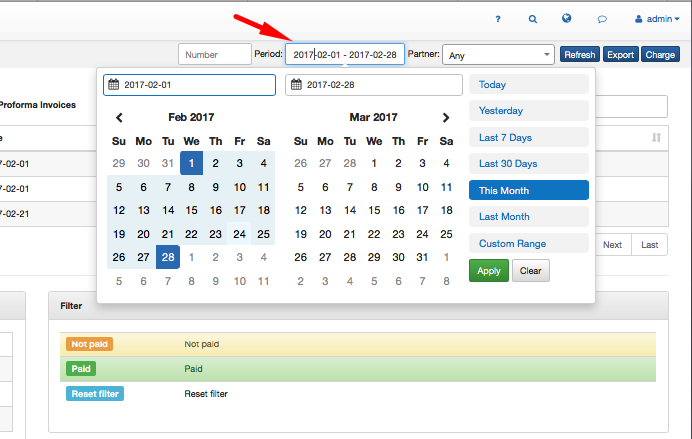 ? admin
Number Period: 2017-02-01 - 2017-02-28 Partner: Any Refresh Export Charge
2017-02-01 2017-02-28 Today
Proforma Invoices
Yesterday
Feb 2017 Mar 2017
Su Mo Tu We Th Fr Sa Su Mo Tu We Th Fr Sa
Last 7 Days
29 30 31 1 2 3 4 26 27 28 1 2 3 4
7-02-01
Last 30 Days
5 6 7 8 9 10 11 5 6 7 8 9 10 11
7-02-01
This Month
12 13 14 15 16 17 18 12 13 14 15 16 17 18
7-02-21
Last Month
19 20 21 22 23 24 25 19 20 21 22 23 24 25
Custom Range
Next Last
26 27 28 1 2 3 4 26 27 28 29 30 31 1
5 6 7 8 9 10 11 2 3 4 5 6 7 8
Apply Clear
Filter
Not paid Not paid
Paid Paid
Reset filter Reset filter